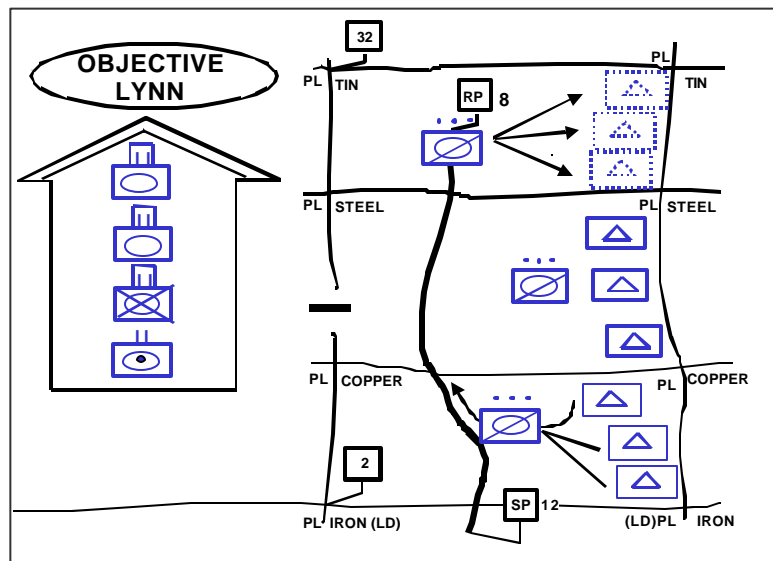 OBJECTIVE
LYNN
32
PL TIN
PL
TIN
RP 8
PL STEEL
PL STEEL
PL COPPER
PL COPPER
2
SP 12
PL IRON (LD)
(LD)PL IRON